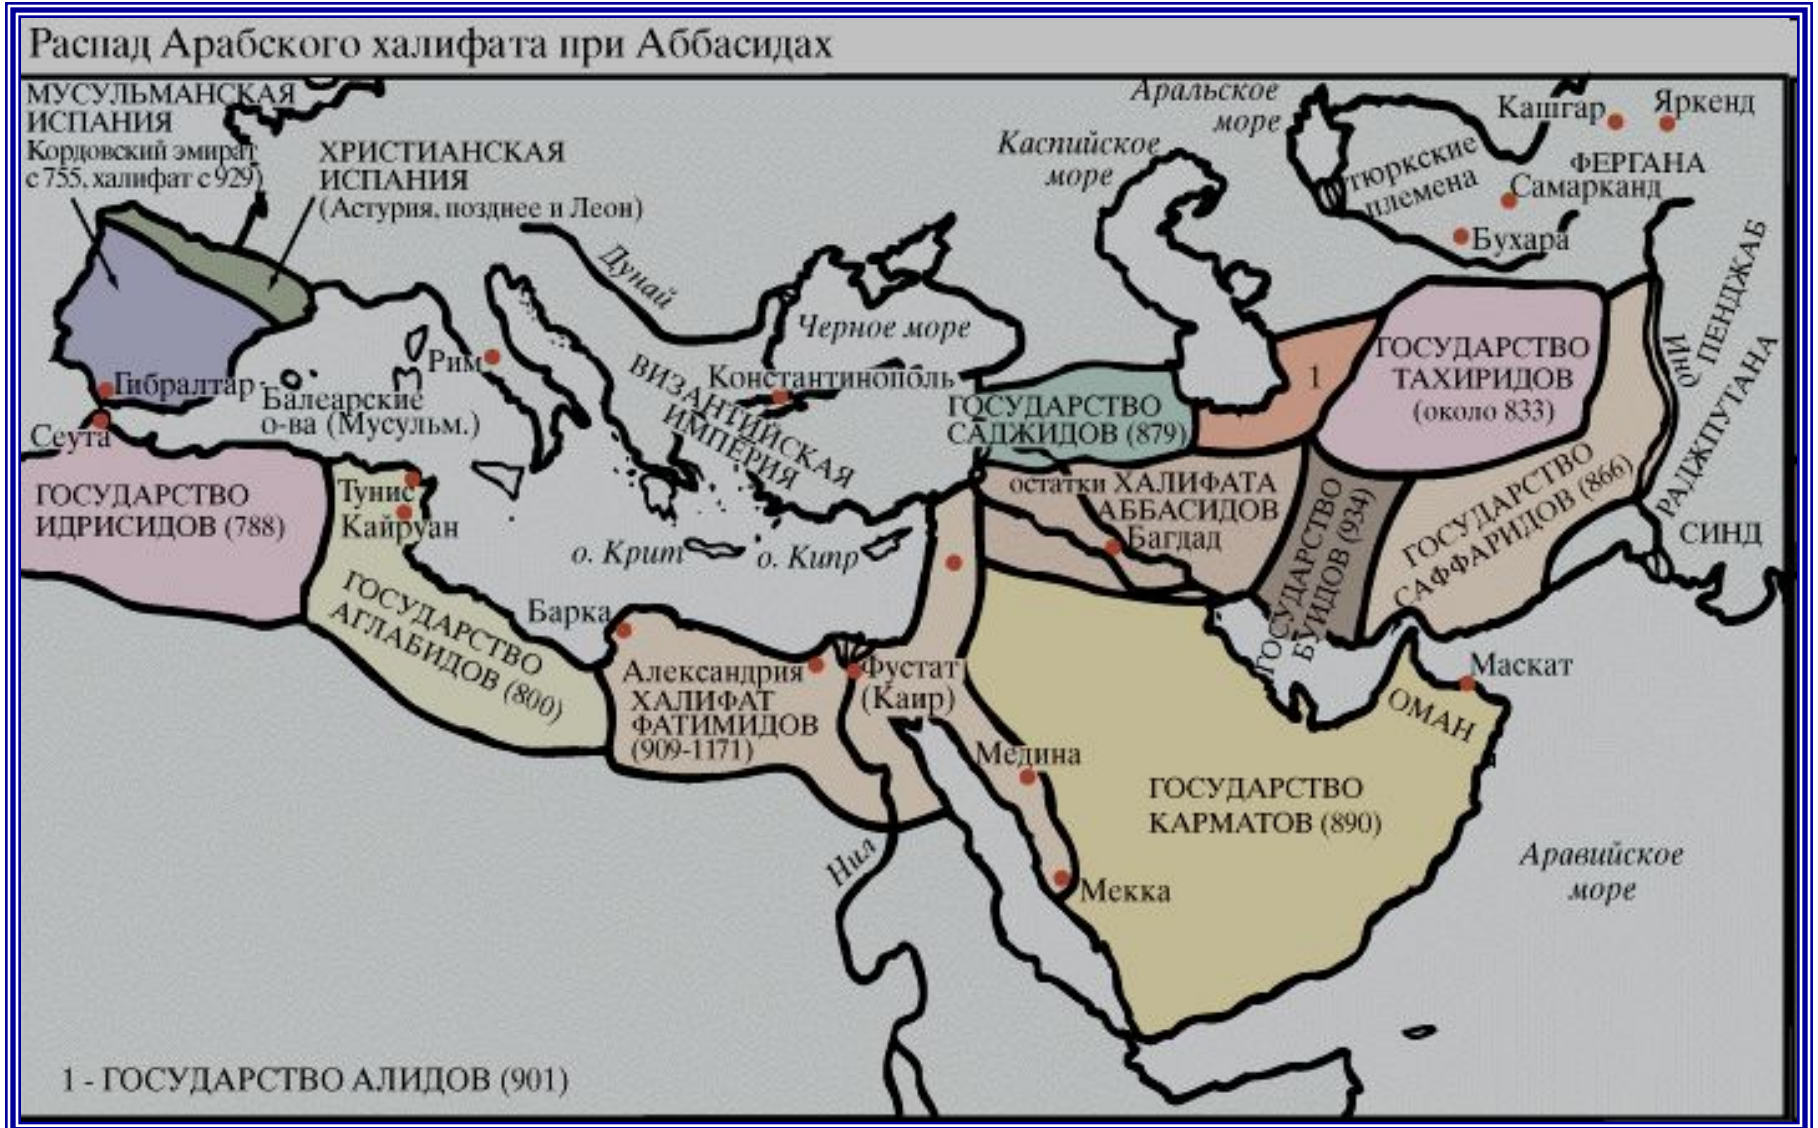 Распад Арабского халифата при Аббасидах
МУСУЛЬМАНСКАЯ
ИСПАНИЯ
Кордовский эмират
с 755, халифат с 929)
ХРИСТИАНСКАЯ
ИСПАНИЯ
(Астурия, позднее и Леон)
Аральское
море
Каспийское
море
Кашгар
Яркенд
ФЕРГАНА
тюркские
племена
Самарканд
Бухара
ПЕНДЖАБ
Инд
РАДЖПУТАНА
СИНД
Дунай
Черное море
Рим
ВИЗАНТИЙСКАЯ
ИМПЕРИЯ
Константинополь
Гибралтар
Балеарские
о-ва (Мусульм.)
Сеута
ГОСУДАРСТВО
САДЖИДОВ (879)
1
ГОСУДАРСТВО
ТАХИРИДОВ
(около 833)
ГОСУДАРСТВО
ИДРИСИДОВ (788)
Тунис
Кайруан
остатки ХАЛИФАТА
АББАСИДОВ
Багдад
ГОСУДАРСТВО
БУИДОВ (934)
ГОСУДАРСТВО
САФФАРИДОВ (866)
о. Крит
о. Кипр
ГОСУДАРСТВО
АГЛАБИДОВ (800)
Барка
Александрия
ХАЛИФАТ
ФАТИМИДОВ
(909-1171)
Фустат
(Каир)
Маскат
ОМАН
Медина
ГОСУДАРСТВО
КАРМАТОВ (890)
Мекка
Нил
Аравийское
море
1 - ГОСУДАРСТВО АЛИДОВ (901)